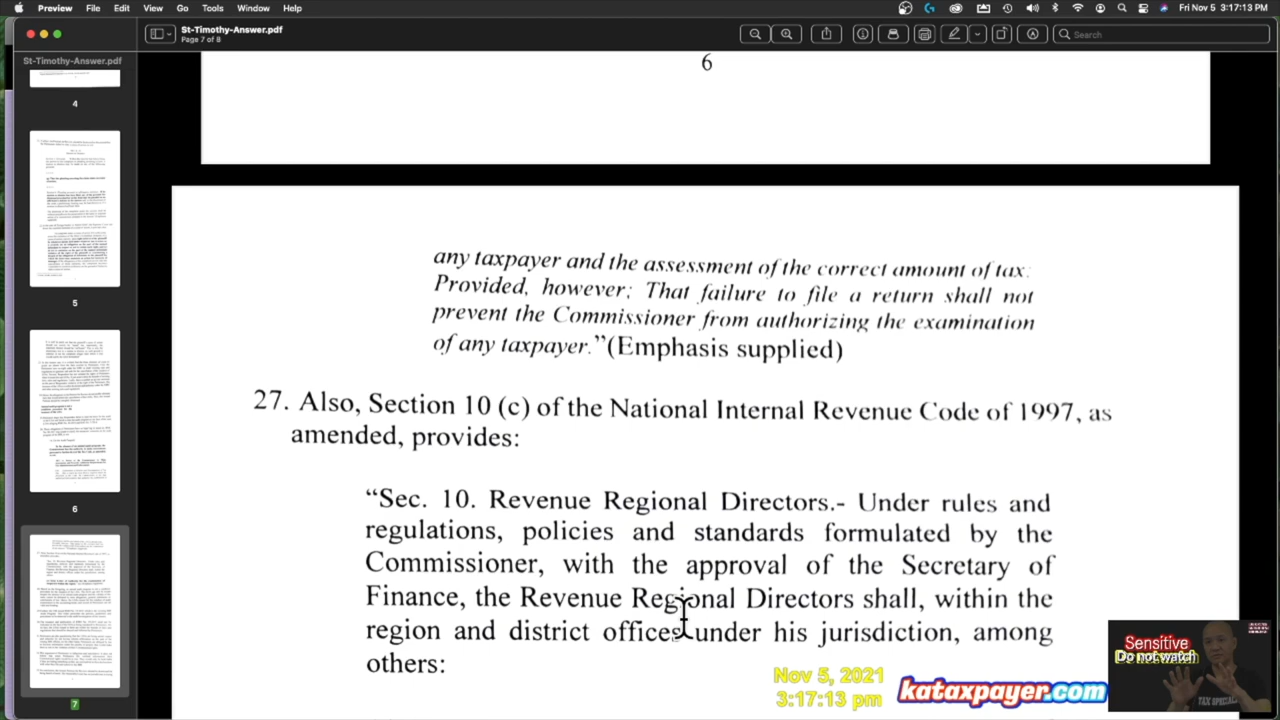 Preview File Edit View Go Tools Window Help
Fri Nov 5 3:17:13 PM
St-Timothy-Answer.pdf
Page 7 of 8
Search
St-Timothy-Answer.pdf
4
5
6
7
6
any taxpayer and the assessment of the correct amount of tax:
Provided, however; That failure to file a return shall not
prevent the Commissioner from authorizing the examination
of any taxpayer.”(Emphasis supplied)
27. Also, Section 10 (c) of the National Internal Revenue Code of 1997, as
amended, provides:
“Sec. 10. Revenue Regional Directors.- Under rules and
regulations, policies and standards formulated by the
Commissioner, with the approval of the Secretary of
Finance, the Revenue Regional Directors shall, within the
region and district offices under his jurisdiction, among
others:
Nov 5, 2021
3:17:13 pm
kataxpayer.com
Sensitive
Do not watch